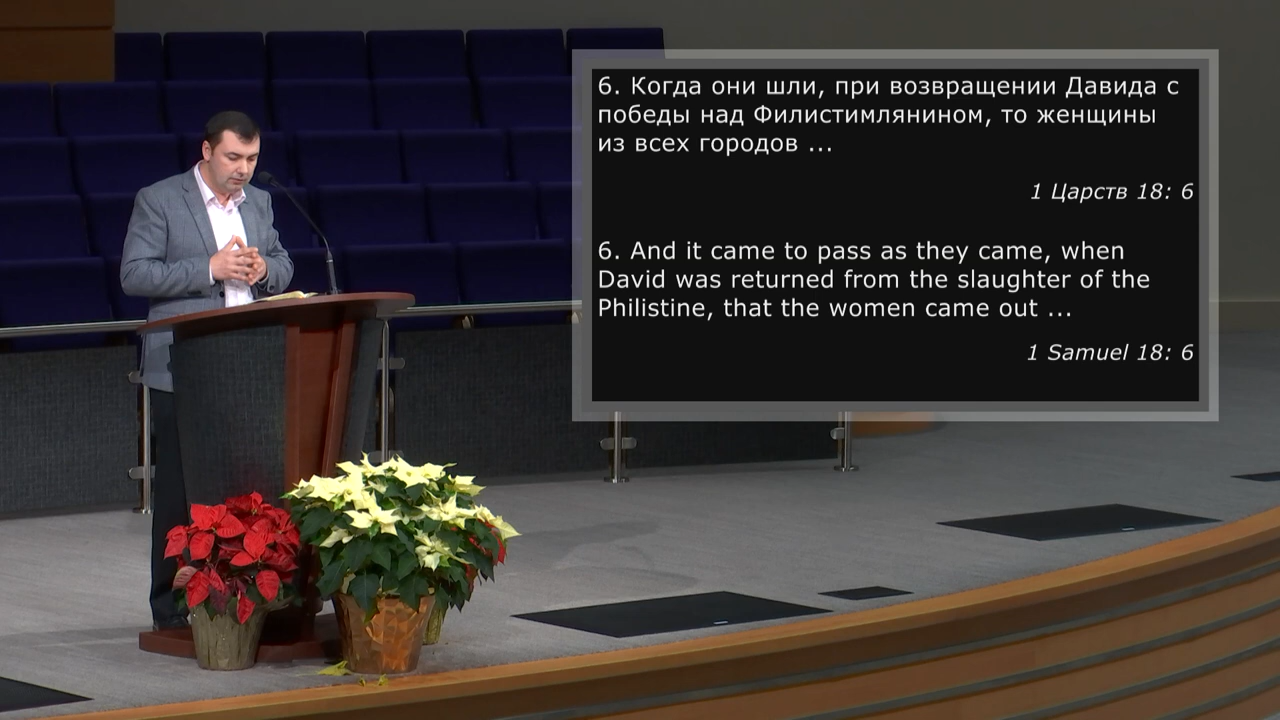 6. Когда они шли, при возвращении Давида с
победы над Филистимлянином, то женщины
из всех городов ...
1 Царств 18: 6
6. And it came to pass as they came, when
David was returned from the slaughter of the
Philistine, that the women came out ...
1 Samuel 18: 6